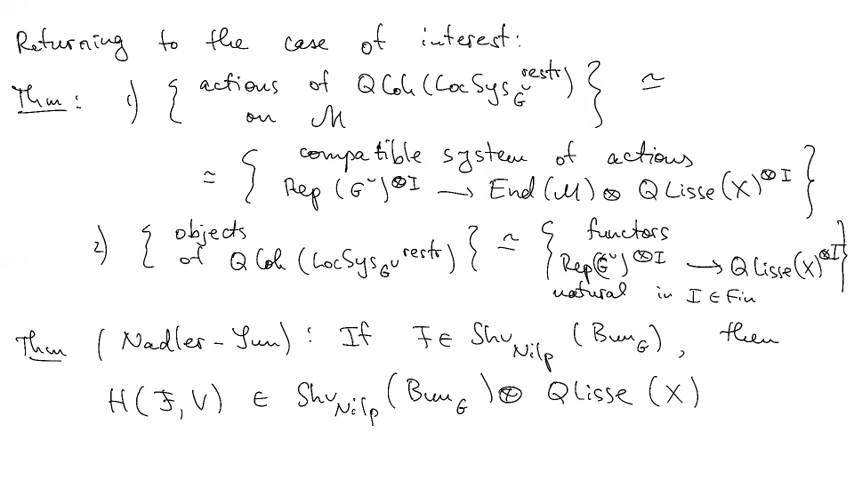 Returning to the case of interest:
Thm: 1) { actions of QCoh(LocSys_Ğ^restr) } ≃
on M
≃ { compatible system of actions
Rep(Ğ)^⊗I → End(M) ⊗ QLisse(X)^⊗I }
2) { objects of QCoh(LocSys_Ğ^restr) } ≃ { functors
Rep(Ğ)^⊗I → QLisse(X)^⊗I
natural in I ∈ Fin }
Thm (Nadler-Yun): If F ∈ Shv_Nilp(Bun_G), then
H(F, V) ∈ Shv_Nilp(Bun_G) ⊗ QLisse(X)